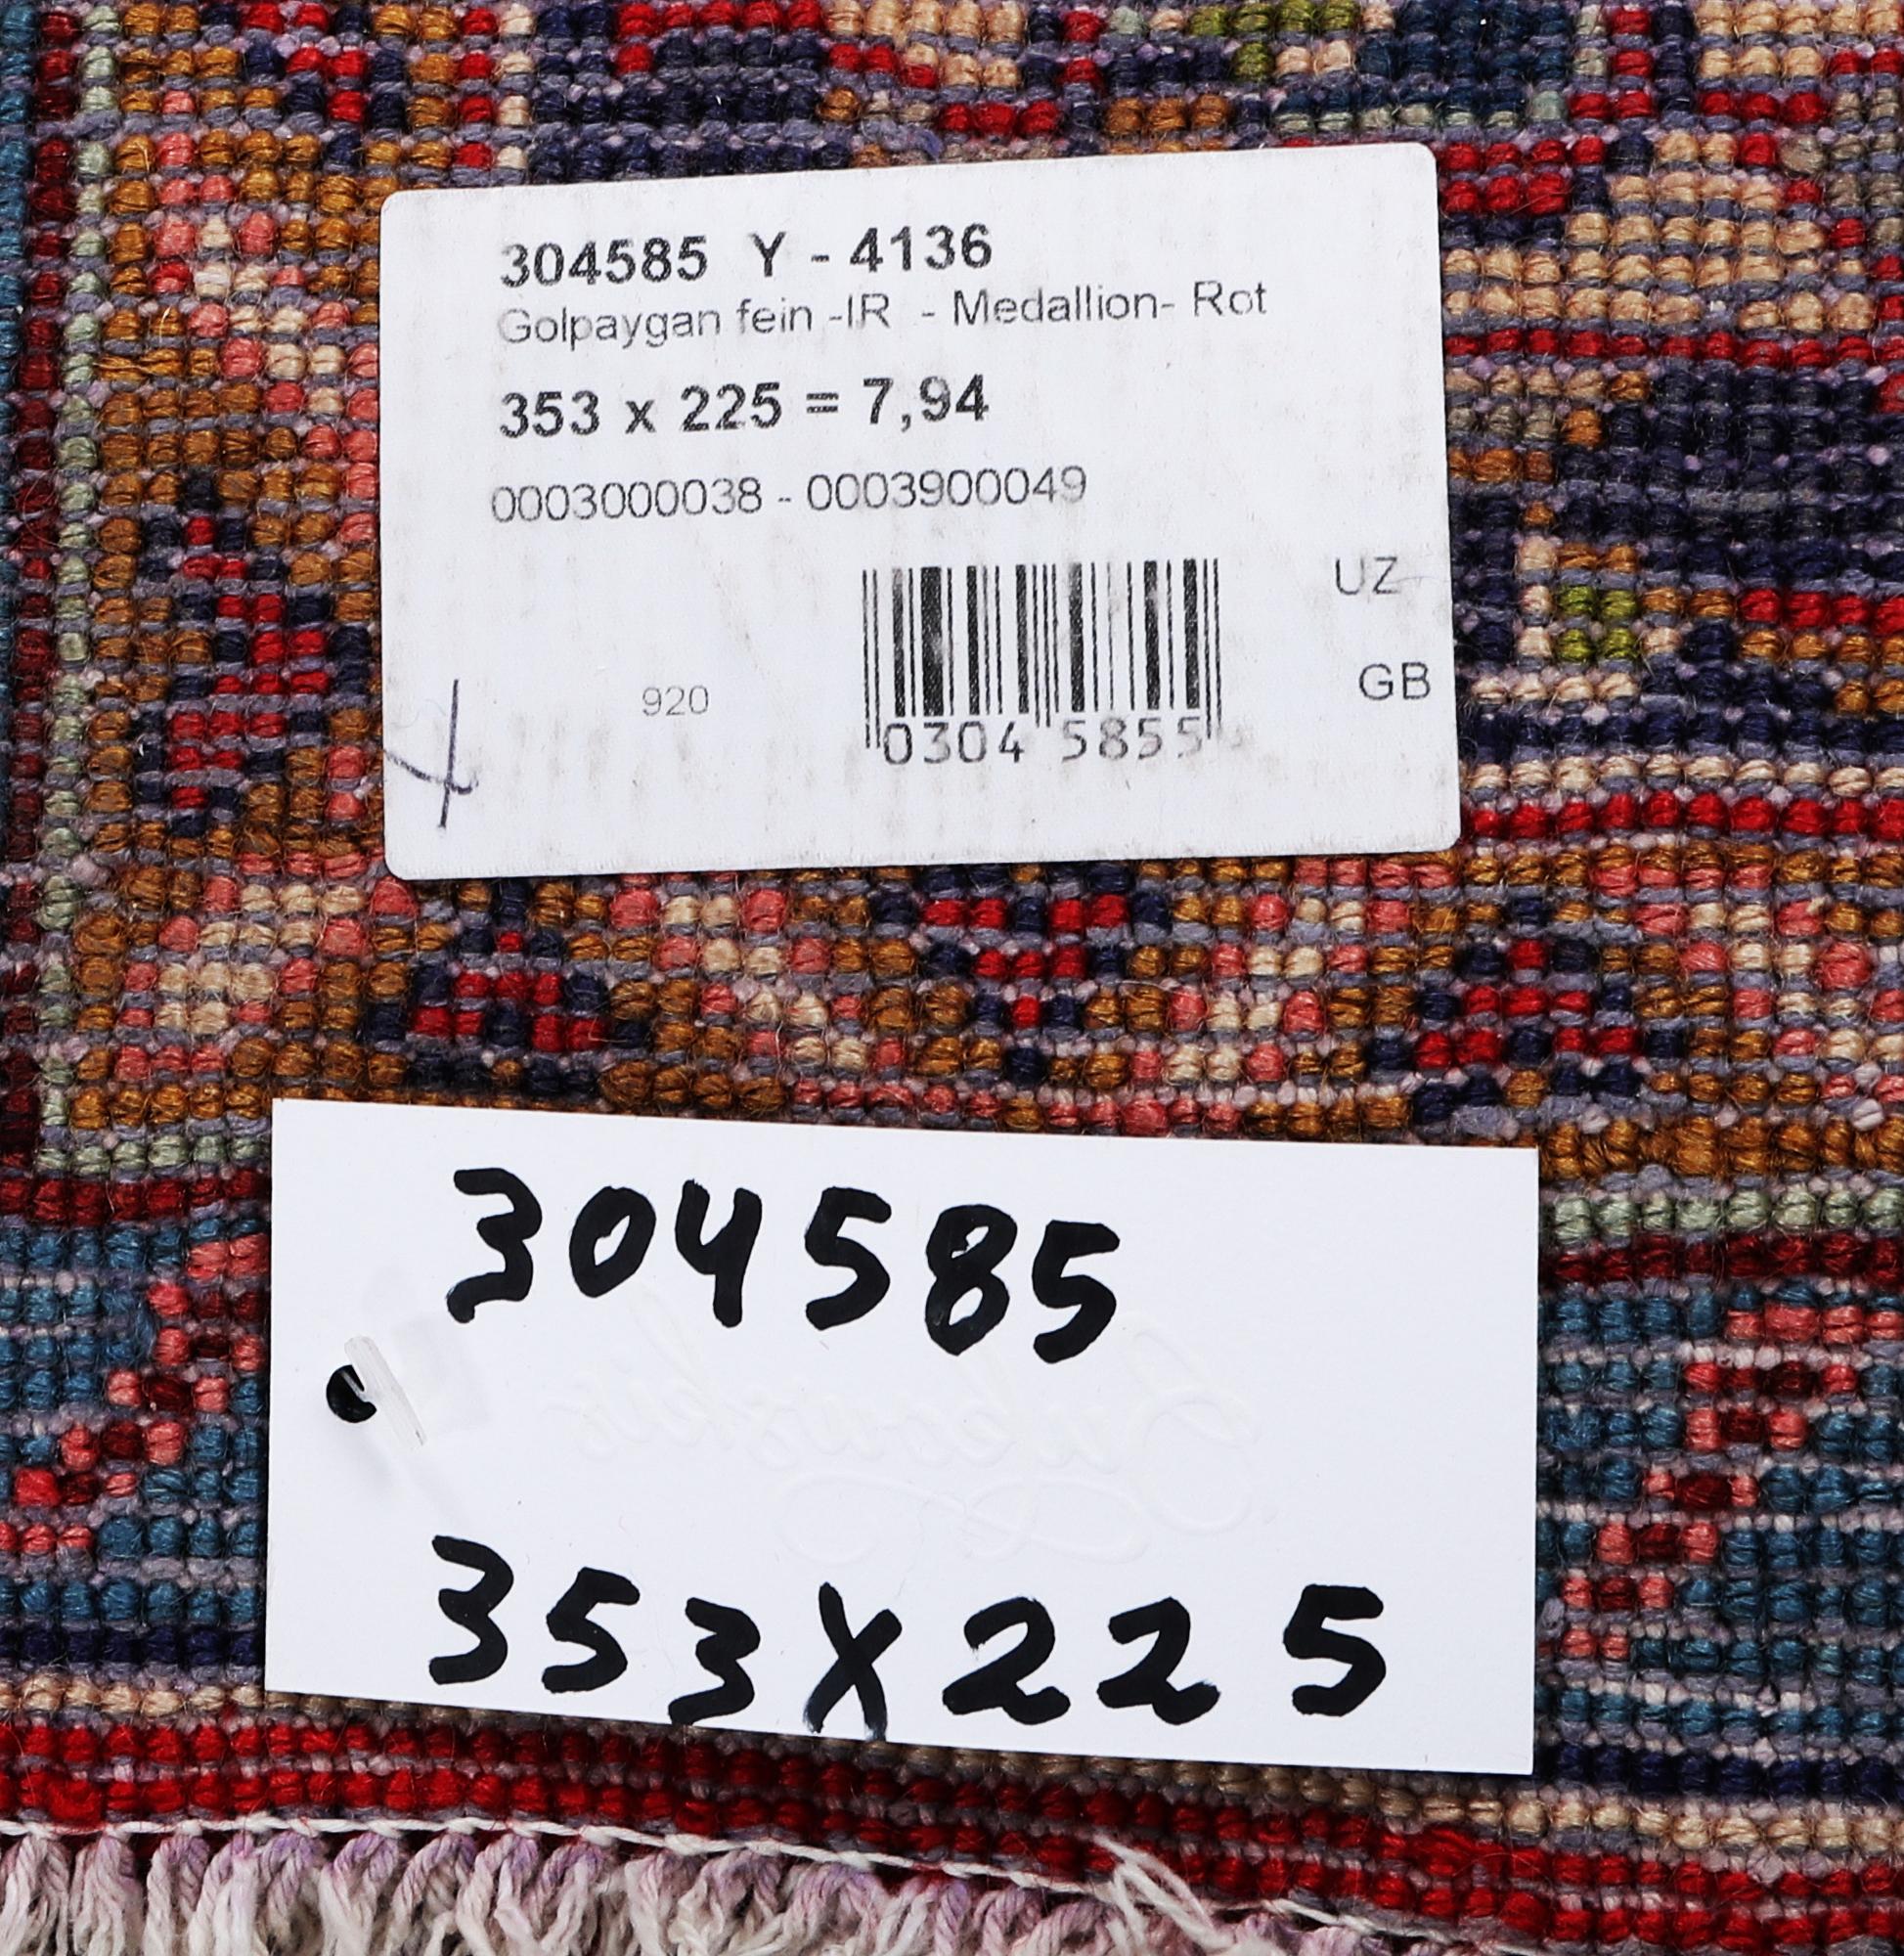 304585 Y - 4136
Golpaygan fein -IR - Medallion- Rot
353 x 225 = 7,94
0003000038 - 0003900049
UZ
920
GB
0304 5855
304585
353X225